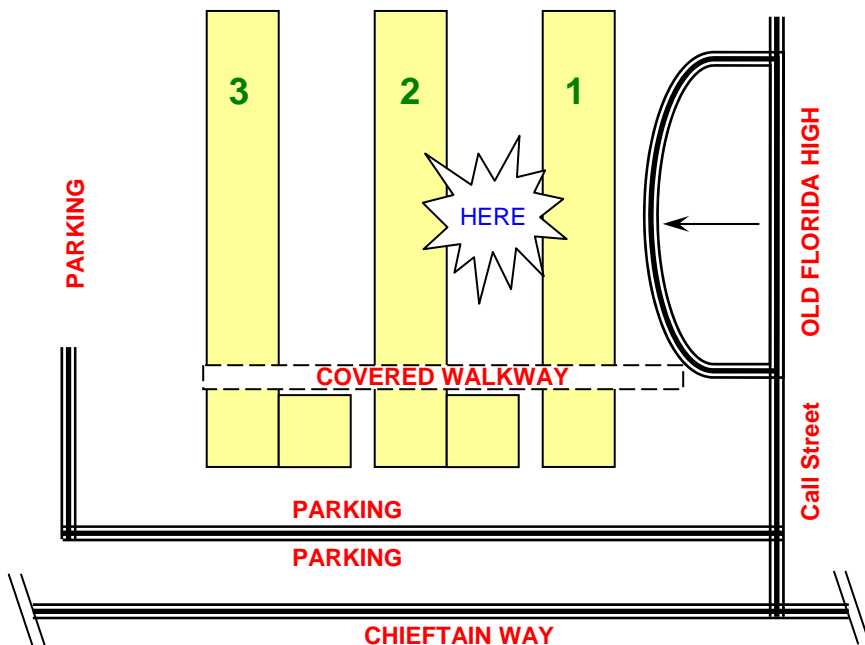 3
2
1
HERE
PARKING
OLD FLORIDA HIGH
COVERED WALKWAY
Call Street
PARKING
PARKING
CHIEFTAIN WAY